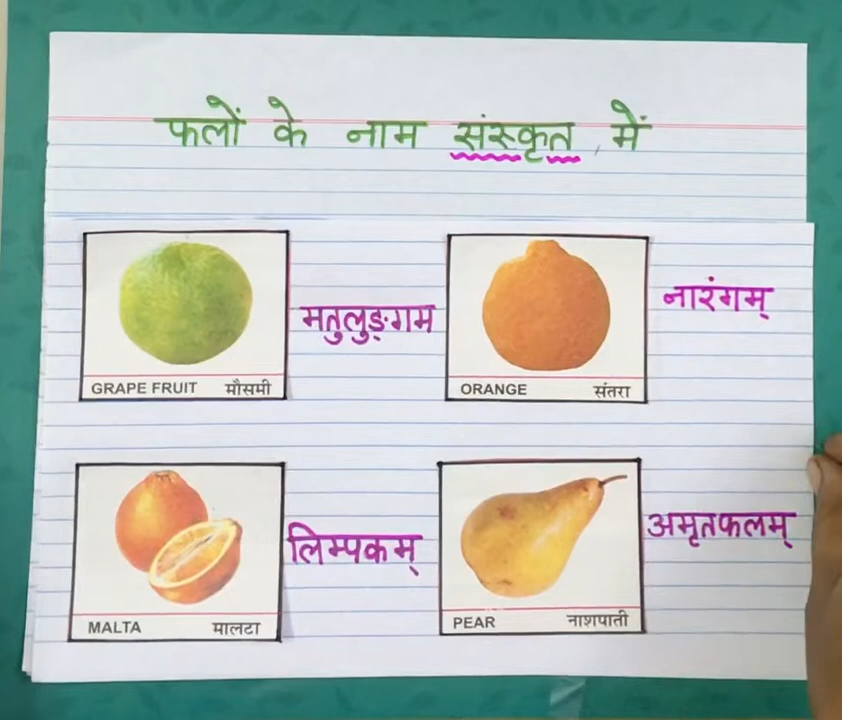 फलों के नाम संस्कृत में
मतुलुङ्गम
GRAPE FRUIT मौसमी
नारंगम्
ORANGE संतरा
लिम्पकम्
MALTA मालटा
अमृतफलम्
PEAR नाशपाती